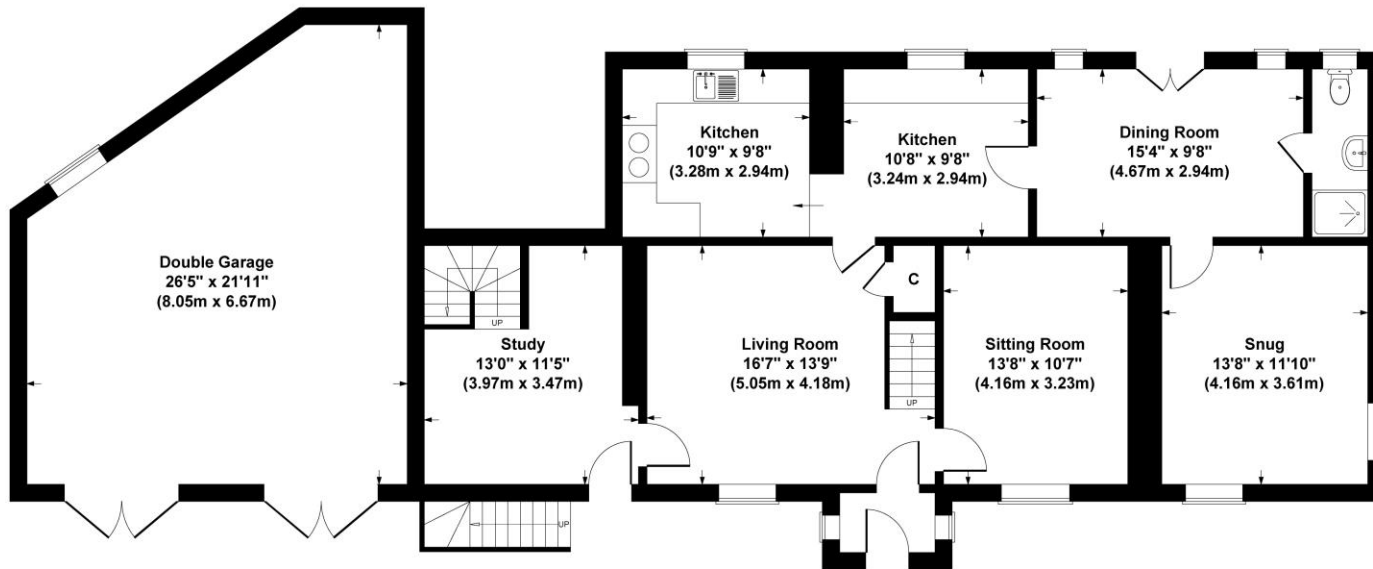 Kitchen
10'9" x 9'8"
(3.28m x 2.94m)
Kitchen
10'8" x 9'8"
(3.24m x 2.94m)
Dining Room
15'4" x 9'8"
(4.67m x 2.94m)
Double Garage
26'5" x 21'11"
(8.05m x 6.67m)
UP
Study
13'0" x 11'5"
(3.97m x 3.47m)
Living Room
16'7" x 13'9"
(5.05m x 4.18m)
C
UP
Sitting Room
13'8" x 10'7"
(4.16m x 3.23m)
Snug
13'8" x 11'10"
(4.16m x 3.61m)
UP